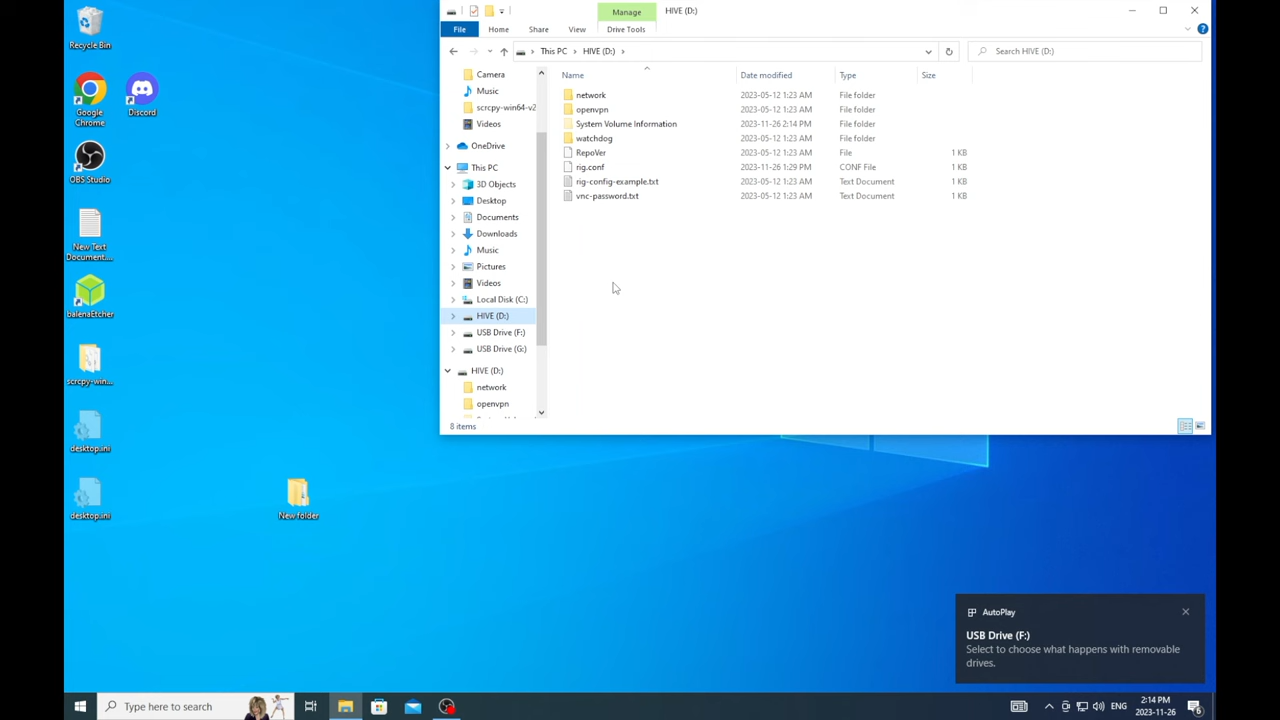 Recycle Bin
Google Chrome
Discord
OBS Studio
New Text Document....
balenaEtcher
scrcpy-win...
desktop.ini
desktop.ini
New folder
Manage
HIVE (D:)
File
Home
Share
View
Drive Tools
This PC
HIVE (D:)
Search HIVE (D:)
Camera
Music
scrcpy-win64-v2
Videos
OneDrive
This PC
3D Objects
Desktop
Documents
Downloads
Music
Pictures
Videos
Local Disk (C:)
HIVE (D:)
USB Drive (F:)
USB Drive (G:)
HIVE (D:)
network
openvpn
Name Date modified Type Size
network 2023-05-12 1:23 AM File folder
openvpn 2023-05-12 1:23 AM File folder
System Volume Information 2023-11-26 2:14 PM File folder
watchdog 2023-05-12 1:23 AM File folder
RepoVer 2023-05-12 1:23 AM File 1 KB
rig.conf 2023-11-26 1:29 PM CONF File 1 KB
rig-config-example.txt 2023-05-12 1:23 AM Text Document 1 KB
vnc-password.txt 2023-05-12 1:23 AM Text Document 1 KB
8 items
AutoPlay
USB Drive (F:)
Select to choose what happens with removable
drives.
Type here to search
ENG
2:14 PM
2023-11-26
6